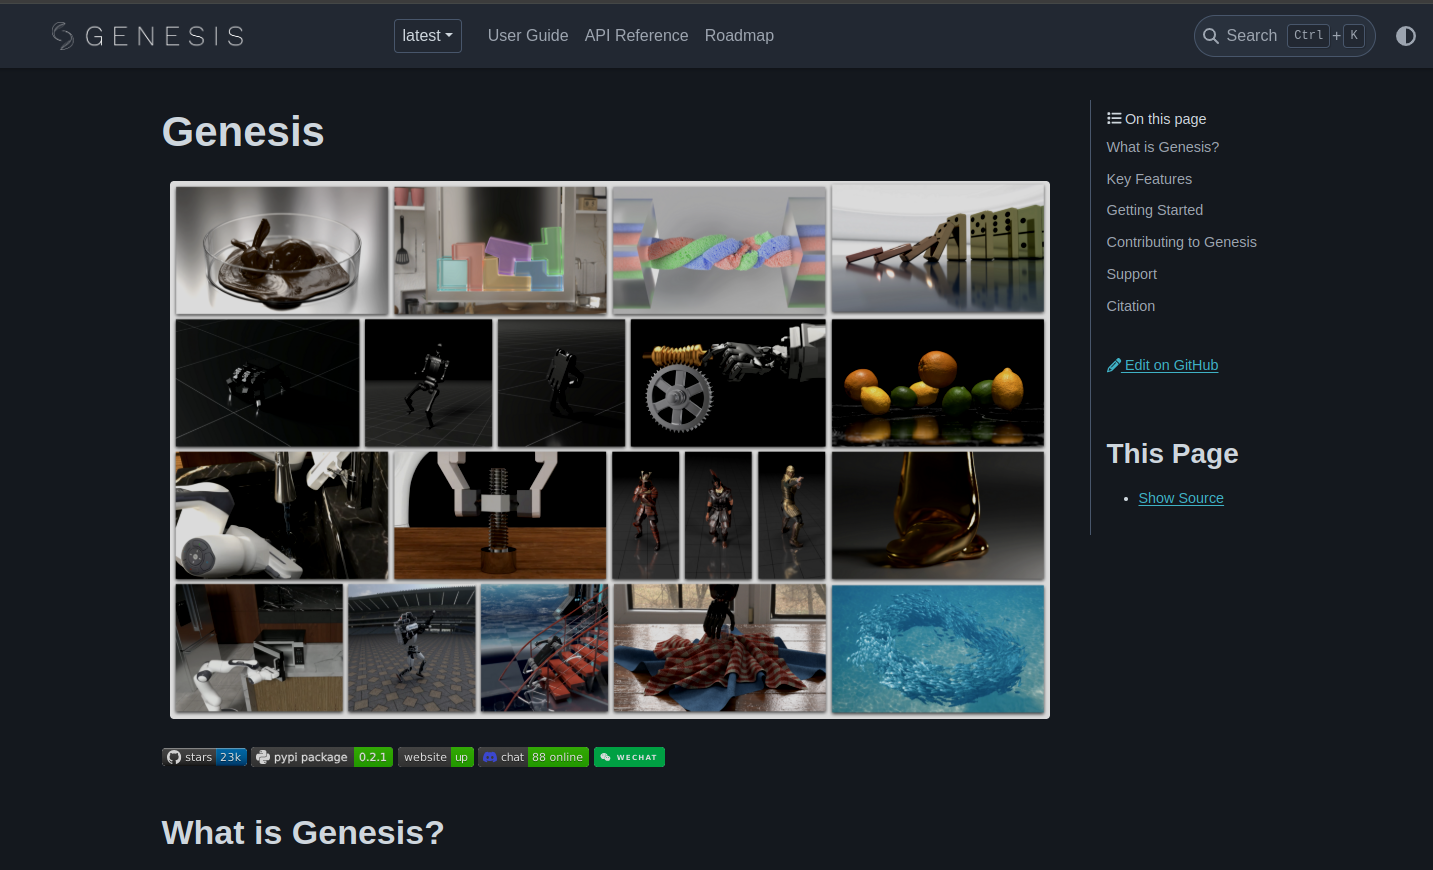 GENESIS
latest
User Guide
API Reference
Roadmap
Search Ctrl + K
Genesis
stars 23k
pypi package 0.2.1
website up
chat 88 online
WECHAT
What is Genesis?
On this page
What is Genesis?
Key Features
Getting Started
Contributing to Genesis
Support
Citation
Edit on GitHub
This Page
Show Source